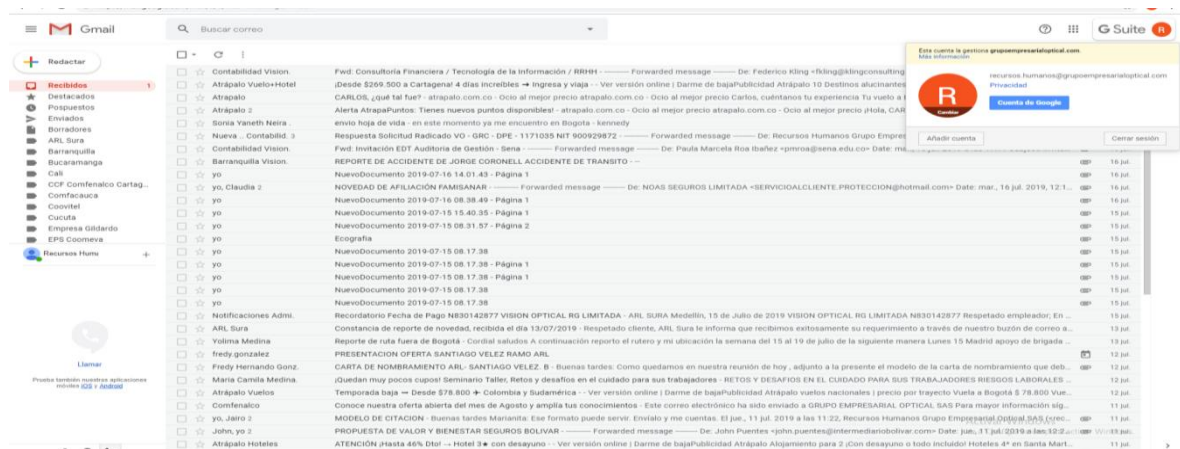 Gmail
Buscar correo
G Suite R
Redactar
Recibidos 1
Destacados
Pospuestos
Enviados
Borradores
ARL Sura
Barranquilla
Bucaramanga
Cali
CCF Comfenalco Cartag...
Comfacauca
Coovitel
Cucuta
Empresa Gildardo
EPS Coomeva
Recursos Humu
Llamar
Prueba también nuestras aplicaciones
móviles iOS y Android
Esta cuenta la gestiona grupoempresarialoptical.com.
Más información
recursos.humanos@grupoempresarialoptical.com
Privacidad
R
Cambiar
Cuenta de Google
Añadir cuenta
Cerrar sesión
Contabilidad Vision. Fwd: Consultoria Financiera / Tecnología de la Información / RRHH - ---------- Forwarded message ---------- De: Federico Kling <fkling@klingconsulting
Atrápalo Vuelo+Hotel ¡Desde $269.500 a Cartagena! 4 días increíbles ➜ Ingresa y viaja - - Ver versión online | Darme de bajaPublicidad Atrápalo 10 Destinos alucinantes
Atrapalo CARLOS, ¿qué tal fue? - atrapalo.com.co - Ocio al mejor precio atrapalo.com.co - Ocio al mejor precio Carlos, cuéntanos tu experiencia Tu vuelo a
Atrápalo 2 Alerta AtrapaPuntos: Tienes nuevos puntos disponibles! - atrapalo.com.co - Ocio al mejor precio atrapalo.com.co - Ocio al mejor precio ¡Hola, CAR
Sonia Yaneth Neira . envio hoja de vida - en este momento ya me encuentro en Bogota - kennedy
Nueva .. Contabilid. 3 Respuesta Solicitud Radicado VO - GRC - DPE - 1171035 NIT 900929872 - ---------- Forwarded message ---------- De: Recursos Humanos Grupo Empres
Contabilidad Vision. Fwd: Invitación EDT Auditoria de Gestión - Sena - ---------- Forwarded message ---------- De: Paula Marcela Roa Ibañez <pmroa@sena.edu.co> Date: ma
Barranquilla Vision. REPORTE DE ACCIDENTE DE JORGE CORONELL ACCIDENTE DE TRANSITO - -- 16 jul.
yo NuevoDocumento 2019-07-16 14.01.43 - Página 1 16 jul.
yo, Claudia 2 NOVEDAD DE AFILIACIÓN FAMISANAR - ---------- Forwarded message ---------- De: NOAS SEGUROS LIMITADA <SERVICIOALCLIENTE.PROTECCION@hotmail.com> Date: mar., 16 jul. 2019, 12:1... 16 jul.
yo NuevoDocumento 2019-07-16 08.38.49 - Página 1 16 jul.
yo NuevoDocumento 2019-07-15 15.40.35 - Página 1 15 jul.
yo NuevoDocumento 2019-07-15 08.31.57 - Página 2 15 jul.
yo Ecografia 15 jul.
yo NuevoDocumento 2019-07-15 08.17.38 15 jul.
yo NuevoDocumento 2019-07-15 08.17.38 - Página 1 15 jul.
yo NuevoDocumento 2019-07-15 08.17.38 - Página 1 15 jul.
yo NuevoDocumento 2019-07-15 08.17.38 15 jul.
yo NuevoDocumento 2019-07-15 08.17.38 15 jul.
Notificaciones Admi. Recordatorio Fecha de Pago N830142877 VISION OPTICAL RG LIMITADA - ARL SURA Medellín, 15 de Julio de 2019 VISION OPTICAL RG LIMITADA N830142877 Respetado empleador; En ... 15 jul.
ARL Sura Constancia de reporte de novedad, recibida el día 13/07/2019 - Respetado cliente, ARL Sura le informa que recibimos exitosamente su requerimiento a través de nuestro buzón de correo a... 13 jul.
Yolima Medina Reporte de ruta fuera de Bogotá - Cordial saludos A continuación reporto el rutero y mi ubicación la semana del 15 al 19 de julio de la siguiente manera Lunes 15 Madrid apoyo de brigada ... 13 jul.
fredy.gonzalez PRESENTACION OFERTA SANTIAGO VELEZ RAMO ARL 12 jul.
Fredy Hernando Gonz. CARTA DE NOMBRAMIENTO ARL- SANTIAGO VELEZ. B - Buenas tardes: Como quedamos en nuestra reunión de hoy , adjunto a la presente el modelo de la carta de nombramiento que deb... 12 jul.
Maria Camila Medina. ¡Quedan muy pocos cupos! Seminario Taller, Retos y desafíos en el cuidado para sus trabajadores - RETOS Y DESAFIOS EN EL CUIDADO PARA SUS TRABAJADORES RIESGOS LABORALES ... 12 jul.
Atrápalo Vuelos Temporada baja ═ Desde $78.800 ✈ Colombia y Sudamérica - - Ver versión online | Darme de bajaPublicidad Atrápalo vuelos nacionales | precio por trayecto Vuela a Bogotá $ 78.800 Vue... 12 jul.
Comfenalco Conoce nuestra oferta abierta del mes de Agosto y amplía tus conocimientos - Este correo electrónico ha sido enviado a GRUPO EMPRESARIAL OPTICAL SAS Para mayor información sig... 11 jul.
yo, Jairo 2 MODELO DE CITACION - Buenas tardes Marianita: Ese formato puede servir. Envíalo y me cuentas. El jue., 11 jul. 2019 a las 11:22, Recursos Humanos Grupo Empresarial Optical SAS (<rec... 11 jul.
John, yo 2 PROPUESTA DE VALOR Y BIENESTAR SEGUROS BOLIVAR - ---------- Forwarded message ---------- De: John Puentes <john.puentes@intermediariobolivar.com> Date: jue., 11 jul. 2019 a las 12:2... 11 jul.
Atrápalo Hoteles ATENCIÓN ¡Hasta 46% Dto! → Hotel 3★ con desayuno - - Ver versión online | Darme de bajaPublicidad Atrápalo Alojamiento para 2 ¡Con desayuno o todo incluido! Hoteles 4* en Santa Mart... 11 jul.